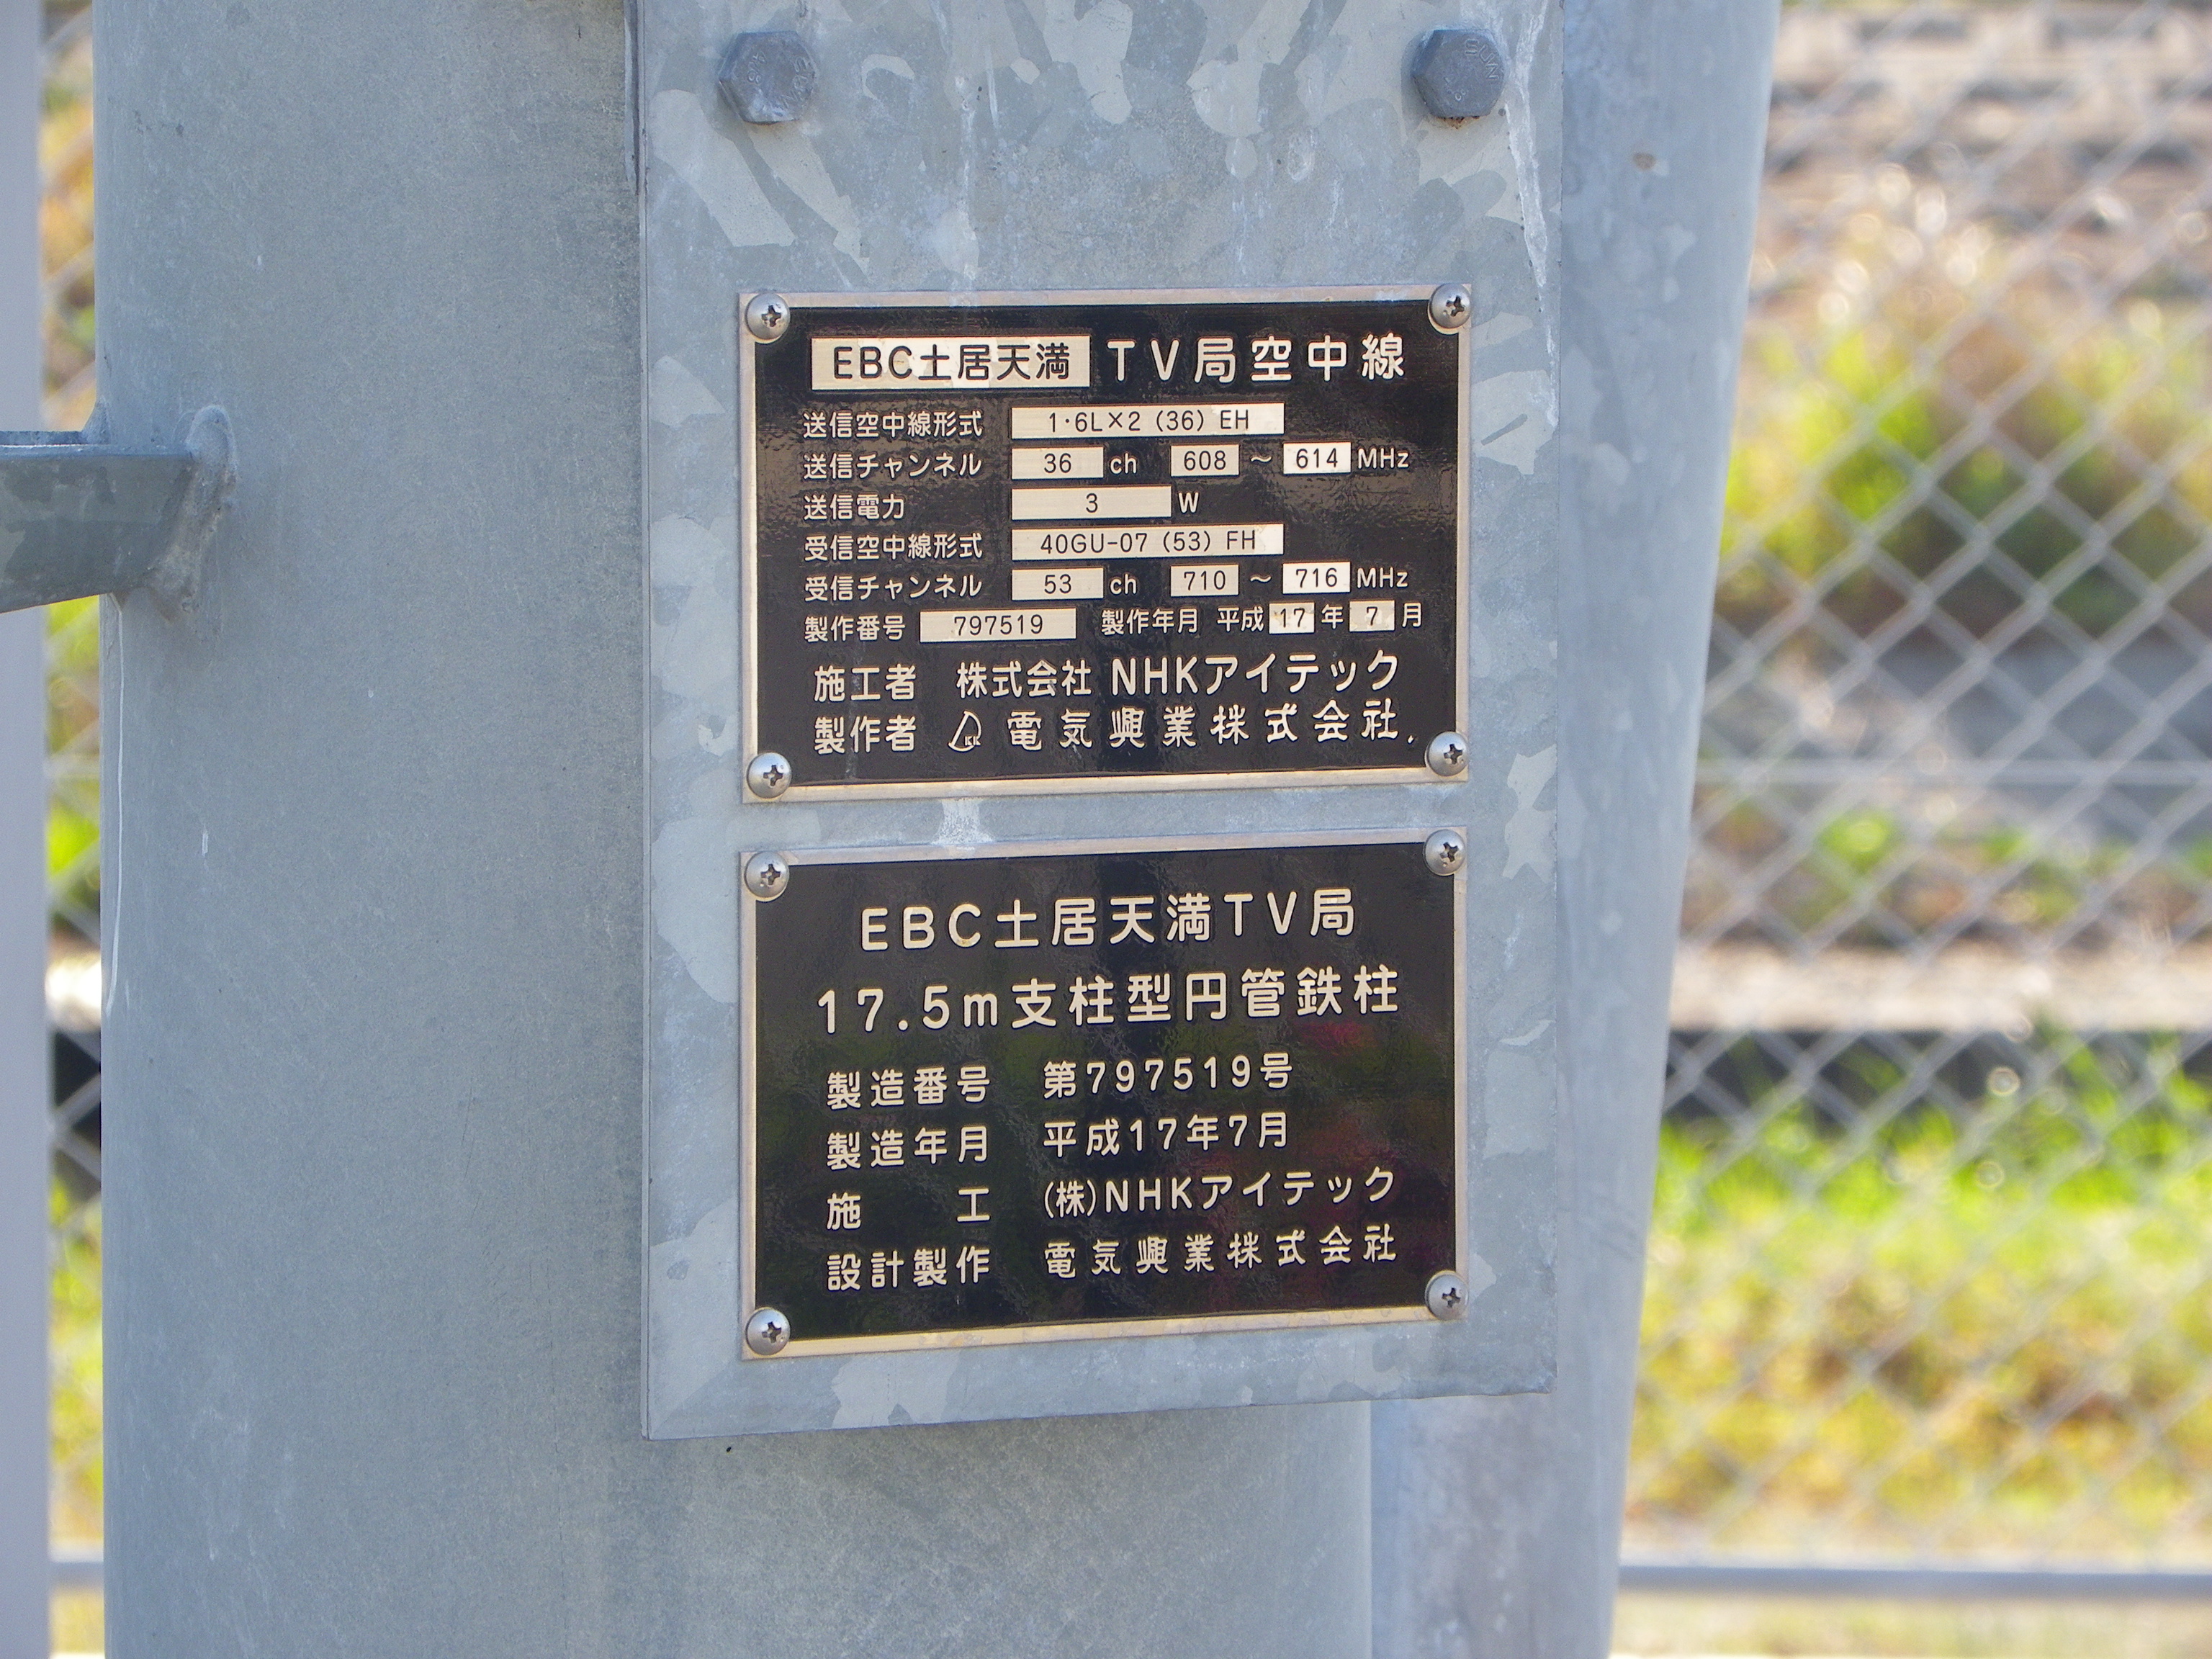 EBC土居天満 TV局空中線
送信空中線形式 1・6L×2 (36) EH
送信チャンネル 36 ch 608 ～ 614 MHz
送信電力 3 W
受信空中線形式 40GU-07 (53) FH
受信チャンネル 53 ch 710 ～ 716 MHz
製作番号 797519 製作年月 平成 17 年 7 月
施工者 株式会社 NHKアイテック
製作者 電気興業株式会社
EBC土居天満TV局
17.5m支柱型円管鉄柱
製造番号 第797519号
製造年月 平成17年7月
施工 (株)NHKアイテック
設計製作 電気興業株式会社